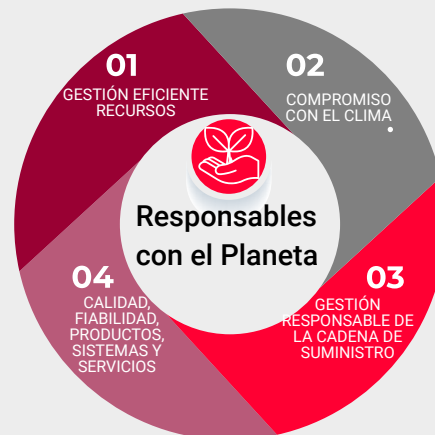 01
GESTIÓN EFICIENTE
RECURSOS
02
COMPROMISO
CON EL CLIMA
Responsables
con el Planeta
03
GESTIÓN
RESPONSABLE DE
LA CADENA DE
SUMINISTRO
04
CALIDAD,
FIABILIDAD,
PRODUCTOS,
SISTEMAS Y
SERVICIOS